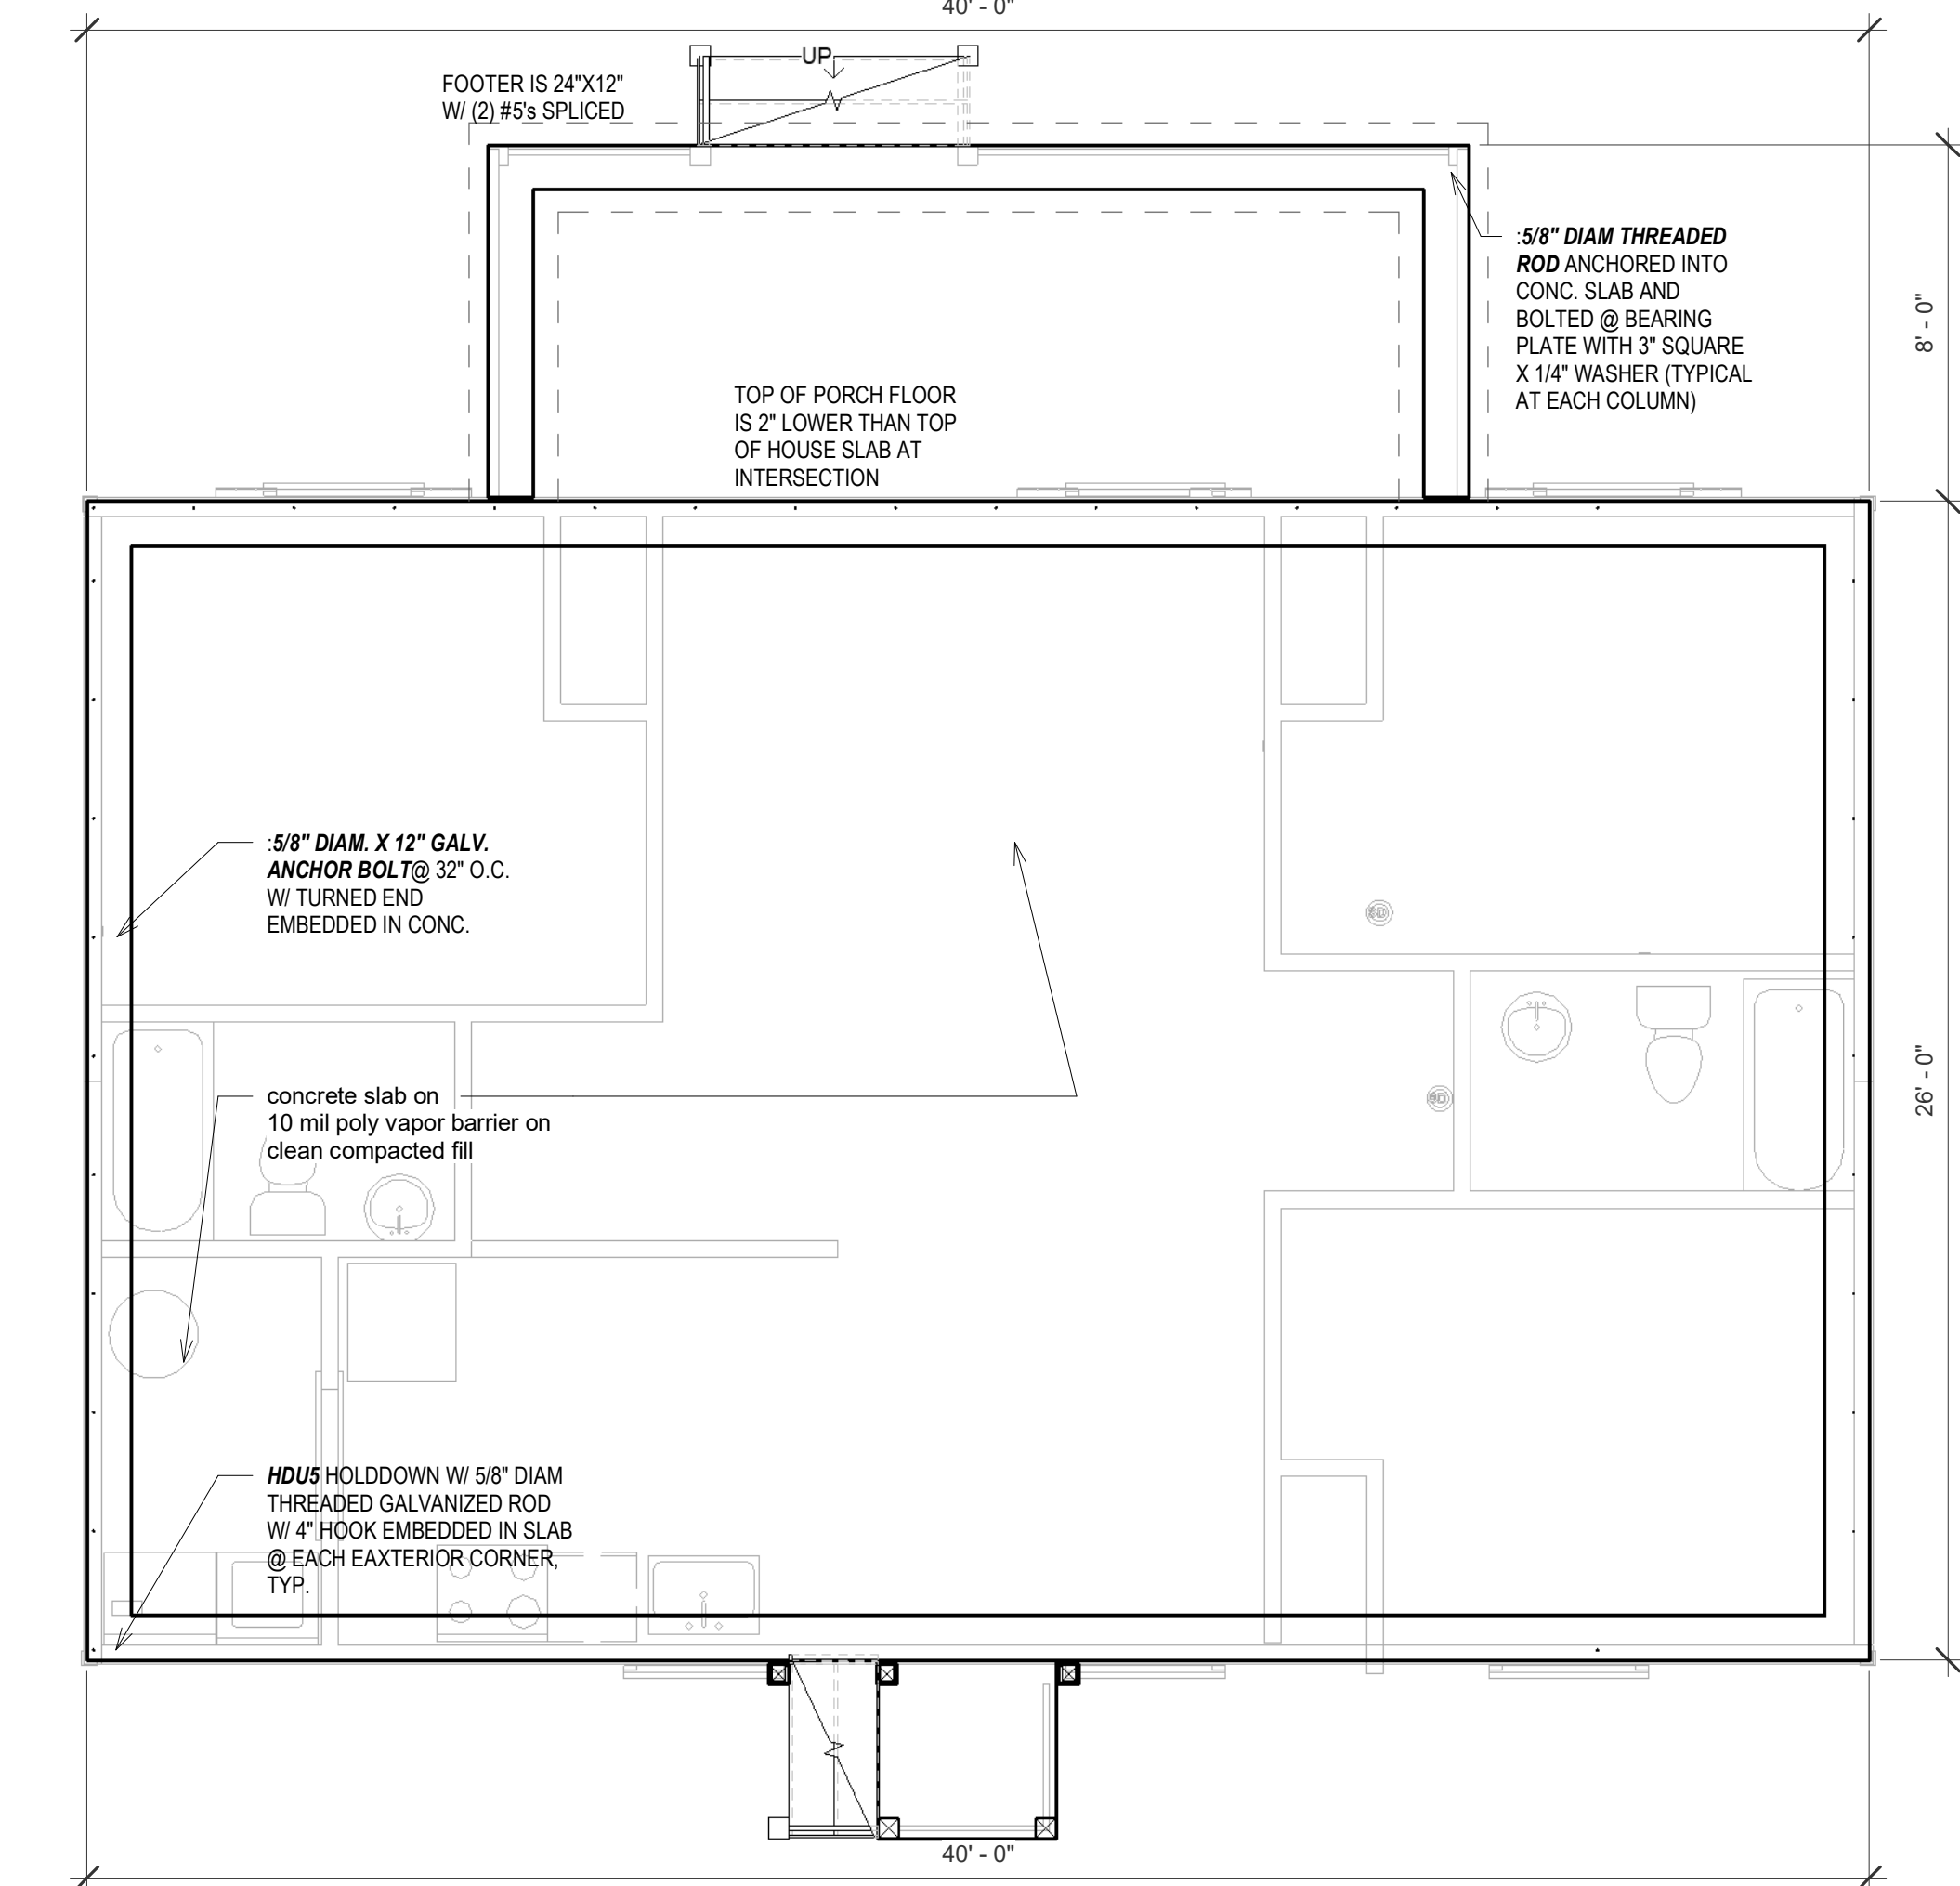 40' - 0"
UP
FOOTER IS 24"X12"
W/ (2) #5's SPLICED
:5/8" DIAM THREADED
ROD ANCHORED INTO
CONC. SLAB AND
BOLTED @ BEARING
PLATE WITH 3" SQUARE
X 1/4" WASHER (TYPICAL
AT EACH COLUMN)
8' - 0"
TOP OF PORCH FLOOR
IS 2" LOWER THAN TOP
OF HOUSE SLAB AT
INTERSECTION
:5/8" DIAM. X 12" GALV.
ANCHOR BOLT@ 32" O.C.
W/ TURNED END
EMBEDDED IN CONC.
SD
26' - 0"
SD
concrete slab on
10 mil poly vapor barrier on
clean compacted fill
HDU5 HOLDDOWN W/ 5/8" DIAM
THREADED GALVANIZED ROD
W/ 4" HOOK EMBEDDED IN SLAB
@ EACH EAXTERIOR CORNER,
TYP.
40' - 0"